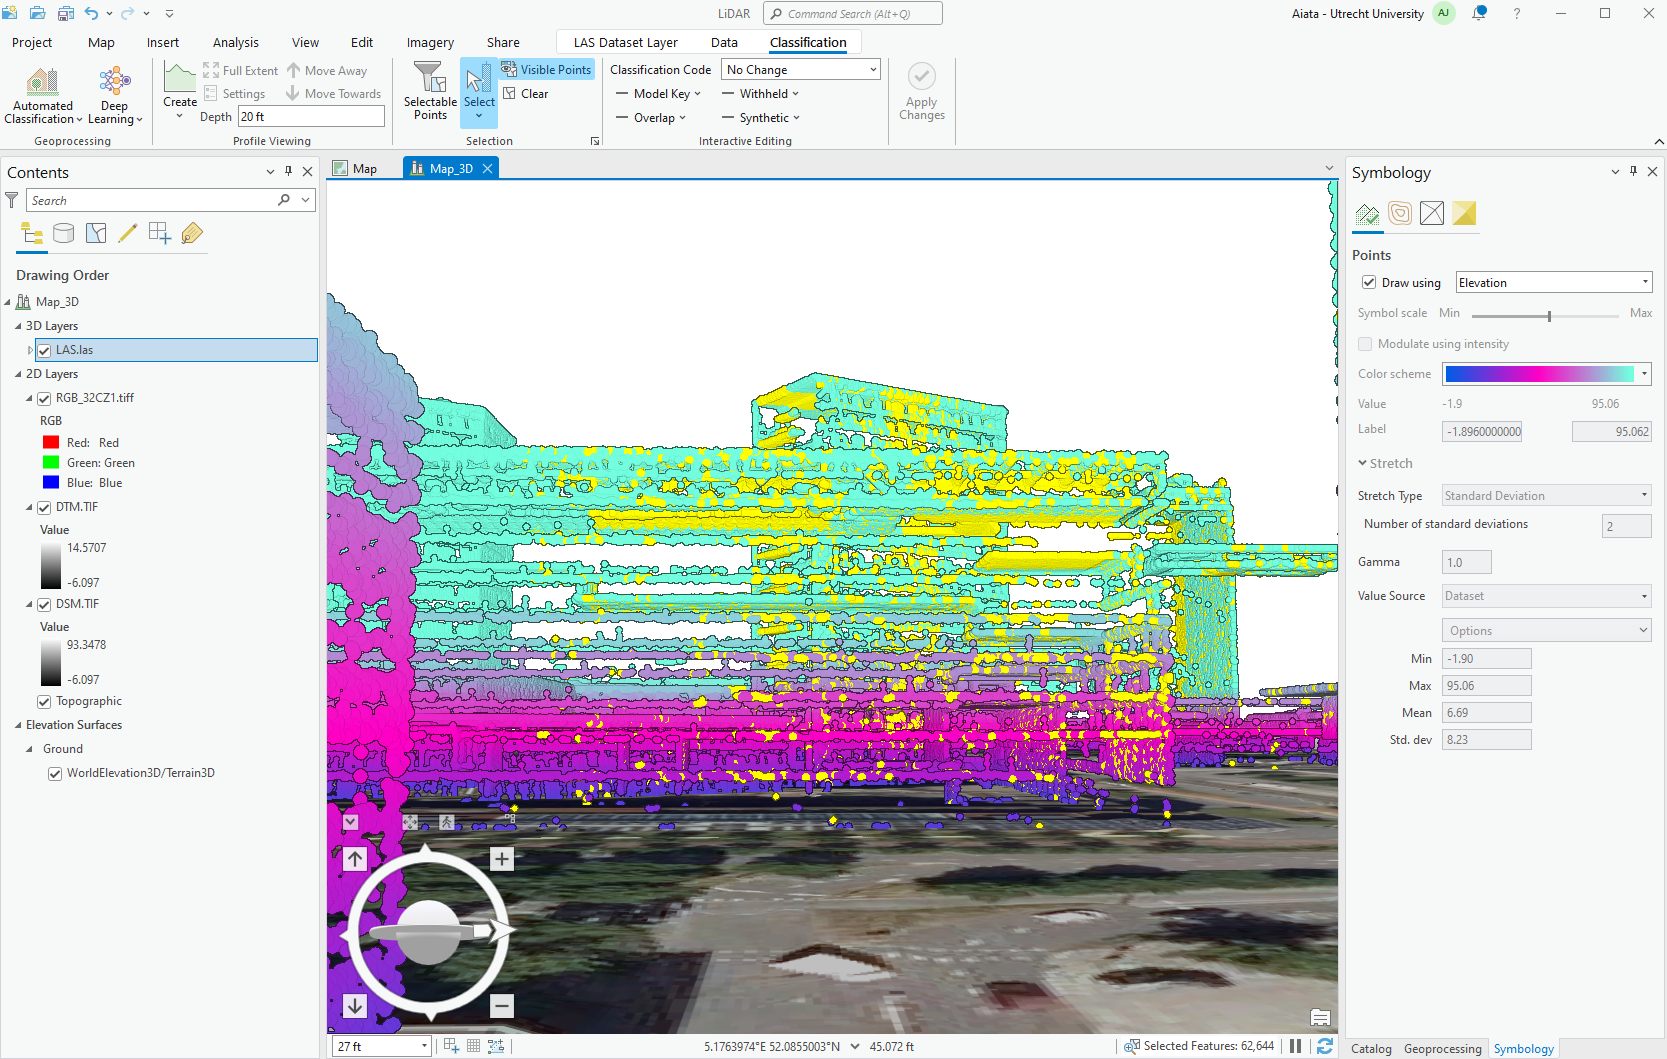 LiDAR
Command Search (Alt+Q)
Aiata - Utrecht University
AJ
?
Project
Map
Insert
Analysis
View
Edit
Imagery
Share
LAS Dataset Layer
Data
Classification
Automated
Classification
Deep
Learning
Geoprocessing
Create
Full Extent
Settings
Depth
20 ft
Move Away
Move Towards
Profile Viewing
Selectable
Points
Select
Visible Points
Clear
Selection
Classification Code
No Change
Model Key
Withheld
Overlap
Synthetic
Interactive Editing
Apply
Changes
Contents
Search
Drawing Order
Map_3D
3D Layers
LAS.las
2D Layers
RGB_32CZ1.tiff
RGB
Red: Red
Green: Green
Blue: Blue
DTM.TIF
Value
14.5707
-6.097
DSM.TIF
Value
93.3478
-6.097
Topographic
Elevation Surfaces
Ground
WorldElevation3D/Terrain3D
Map
Map_3D
27 ft
5.1763974°E 52.0855003°N
45.072 ft
Selected Features: 62,644
Symbology
Points
Draw using
Elevation
Symbol scale
Min
Max
Modulate using intensity
Color scheme
Value
-1.9
95.06
Label
-1.8960000000
95.062
Stretch
Stretch Type
Standard Deviation
Number of standard deviations
2
Gamma
1.0
Value Source
Dataset
Options
Min
-1.90
Max
95.06
Mean
6.69
Std. dev
8.23
Catalog
Geoprocessing
Symbology